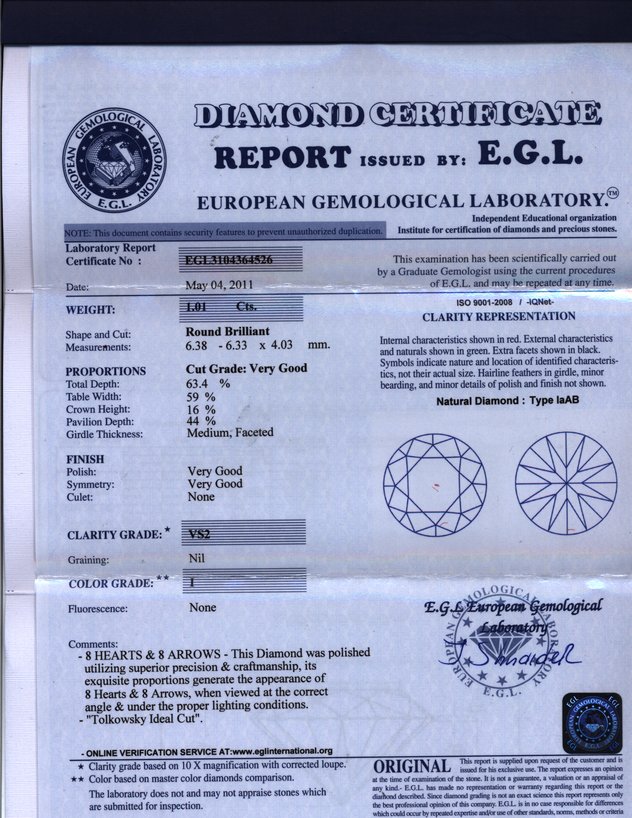 DIAMOND CERTIFICATE
REPORT ISSUED BY: E.G.L.
EUROPEAN GEMOLOGICAL LABORATORY.™
EUROPEAN GEMOLOGICAL LABORATORY
E.G.L.
Independent Educational organization
Institute for certification of diamonds and precious stones.
NOTE: This document contains security features to prevent unauthorized duplication.
Laboratory Report
Certificate No : EGL3104364526
Date: May 04, 2011
This examination has been scientifically carried out
by a Graduate Gemologist using the current procedures
of E.G.L. and may be repeated at any time.
WEIGHT: 1.01 Cts.
Shape and Cut: Round Brilliant
Measurements: 6.38 - 6.33 x 4.03 mm.
PROPORTIONS Cut Grade: Very Good
Total Depth: 63.4 %
Table Width: 59 %
Crown Height: 16 %
Pavilion Depth: 44 %
Girdle Thickness: Medium, Faceted
FINISH
Polish: Very Good
Symmetry: Very Good
Culet: None
CLARITY GRADE: * VS2
Graining: Nil
COLOR GRADE: ** I
Fluorescence: None
Comments:
- 8 HEARTS & 8 ARROWS - This Diamond was polished
utilizing superior precision & craftmanship, its
exquisite proportions generate the appearance of
8 Hearts & 8 Arrows, when viewed at the correct
angle & under the proper lighting conditions.
- "Tolkowsky Ideal Cut".
- ONLINE VERIFICATION SERVICE AT:www.eglinternational.org
★ Clarity grade based on 10 X magnification with corrected loupe.
★★ Color based on master color diamonds comparison.
The laboratory does not and may not appraise stones which
are submitted for inspection.
ISO 9001-2008 / -IQNet-
CLARITY REPRESENTATION
Internal characteristics shown in red. External characteristics
and naturals shown in green. Extra facets shown in black.
Symbols indicate nature and location of identified characteris-
tics, not their actual size. Hairline feathers in girdle, minor
bearding, and minor details of polish and finish not shown.
Natural Diamond : Type IaAB
E.G.L European Gemological
Laboratory
EUROPEAN GEMOLOGICAL LABORATORY
E.G.L.
EGL
EGL
ORIGINAL This report is supplied upon request of the customer and is
issued for his exclusive use. The report expresses an opinion
at the time of examination of the stone. It is not a guarantee, a valuation or an appraisal of
any kind.- E.G.L. has made no representation or warranty regarding this report or the
diamond described. Since diamond grading is not an exact science this report represents only
the best professional opinion of this company. E.G.L. is in no case responsible for differences
which could occur by repeated expertise and/or use of other standards, norms, methods or criteria